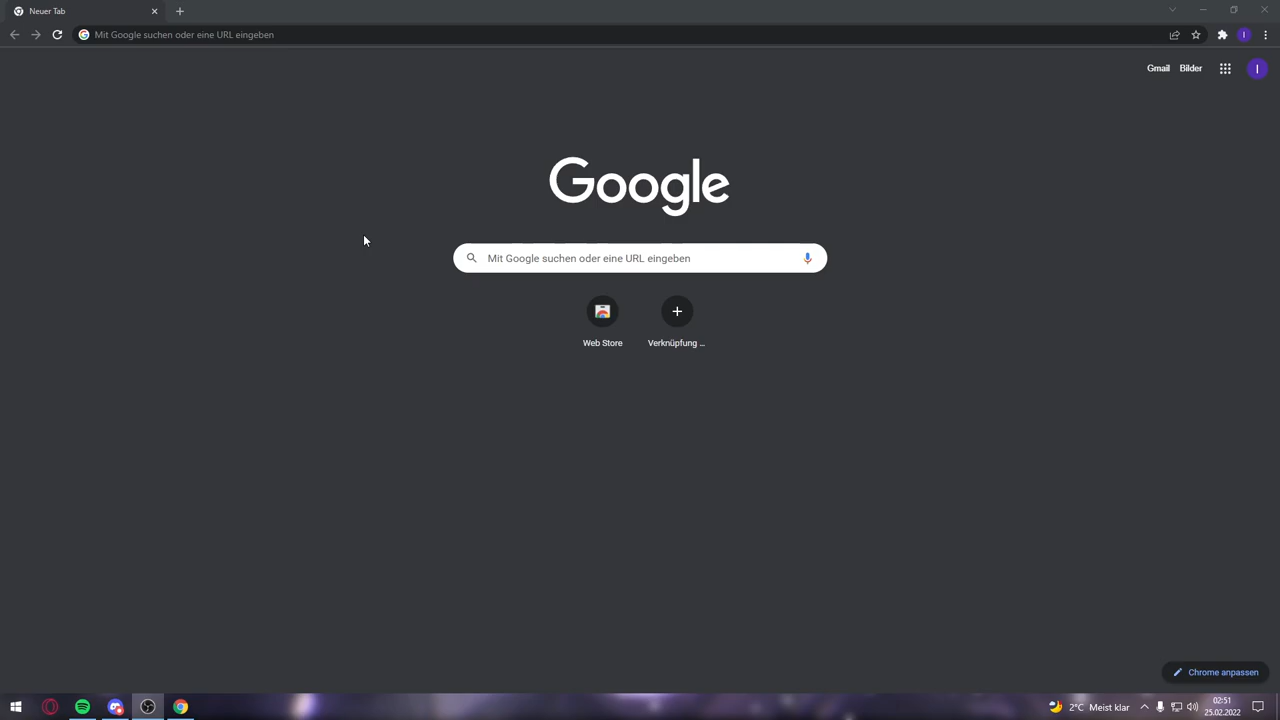 Neuer Tab
Mit Google suchen oder eine URL eingeben
I
Gmail
Bilder
I
Google
Mit Google suchen oder eine URL eingeben
Web Store
Verknüpfung ...
Chrome anpassen
2°C Meist klar
02:51
25.02.2022